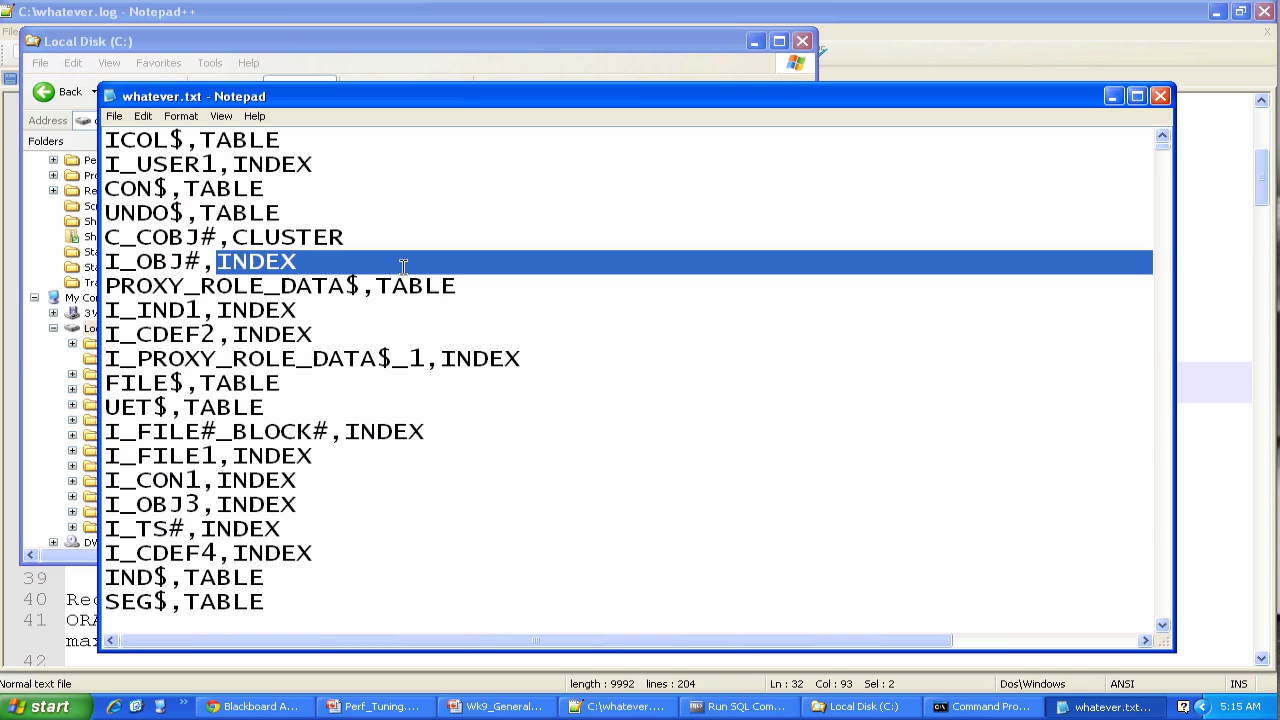 C:\whatever.log - Notepad++
Local Disk (C:)
File Edit View Favorites Tools Help
Back
Address
Folders
My Co
whatever.txt - Notepad
File Edit Format View Help
ICOL$,TABLE
I_USER1,INDEX
CON$,TABLE
UNDO$,TABLE
C_COBJ#,CLUSTER
I_OBJ#,INDEX
PROXY_ROLE_DATA$,TABLE
I_IND1,INDEX
I_CDEF2,INDEX
I_PROXY_ROLE_DATA$_1,INDEX
FILE$,TABLE
UET$,TABLE
I_FILE#_BLOCK#,INDEX
I_FILE1,INDEX
I_CON1,INDEX
I_OBJ3,INDEX
I_TS#,INDEX
I_CDEF4,INDEX
IND$,TABLE
SEG$,TABLE
39
40 Rec
41 ORA
max
42
Normal text file length : 9992 lines : 204 Ln : 32 Col : 93 Sel : 2 Dos\Windows ANSI INS
start Blackboard A... Perf_Tuning.... Wk9_General... C:\whatever.... Run SQL Com... Local Disk (C:) Command Pro... whatever.txt... 5:15 AM